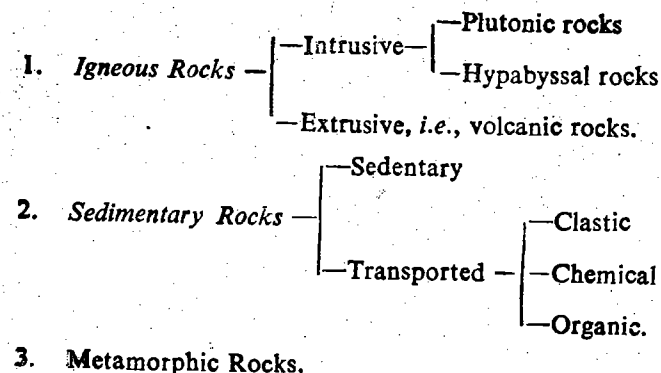 —Plutonic rocks
—Intrusive—
1. Igneous Rocks —
—Hypabyssal rocks
—Extrusive, i.e., volcanic rocks.
—Sedentary
2. Sedimentary Rocks —
—Clastic
—Transported —
—Chemical
—Organic.
3. Metamorphic Rocks.